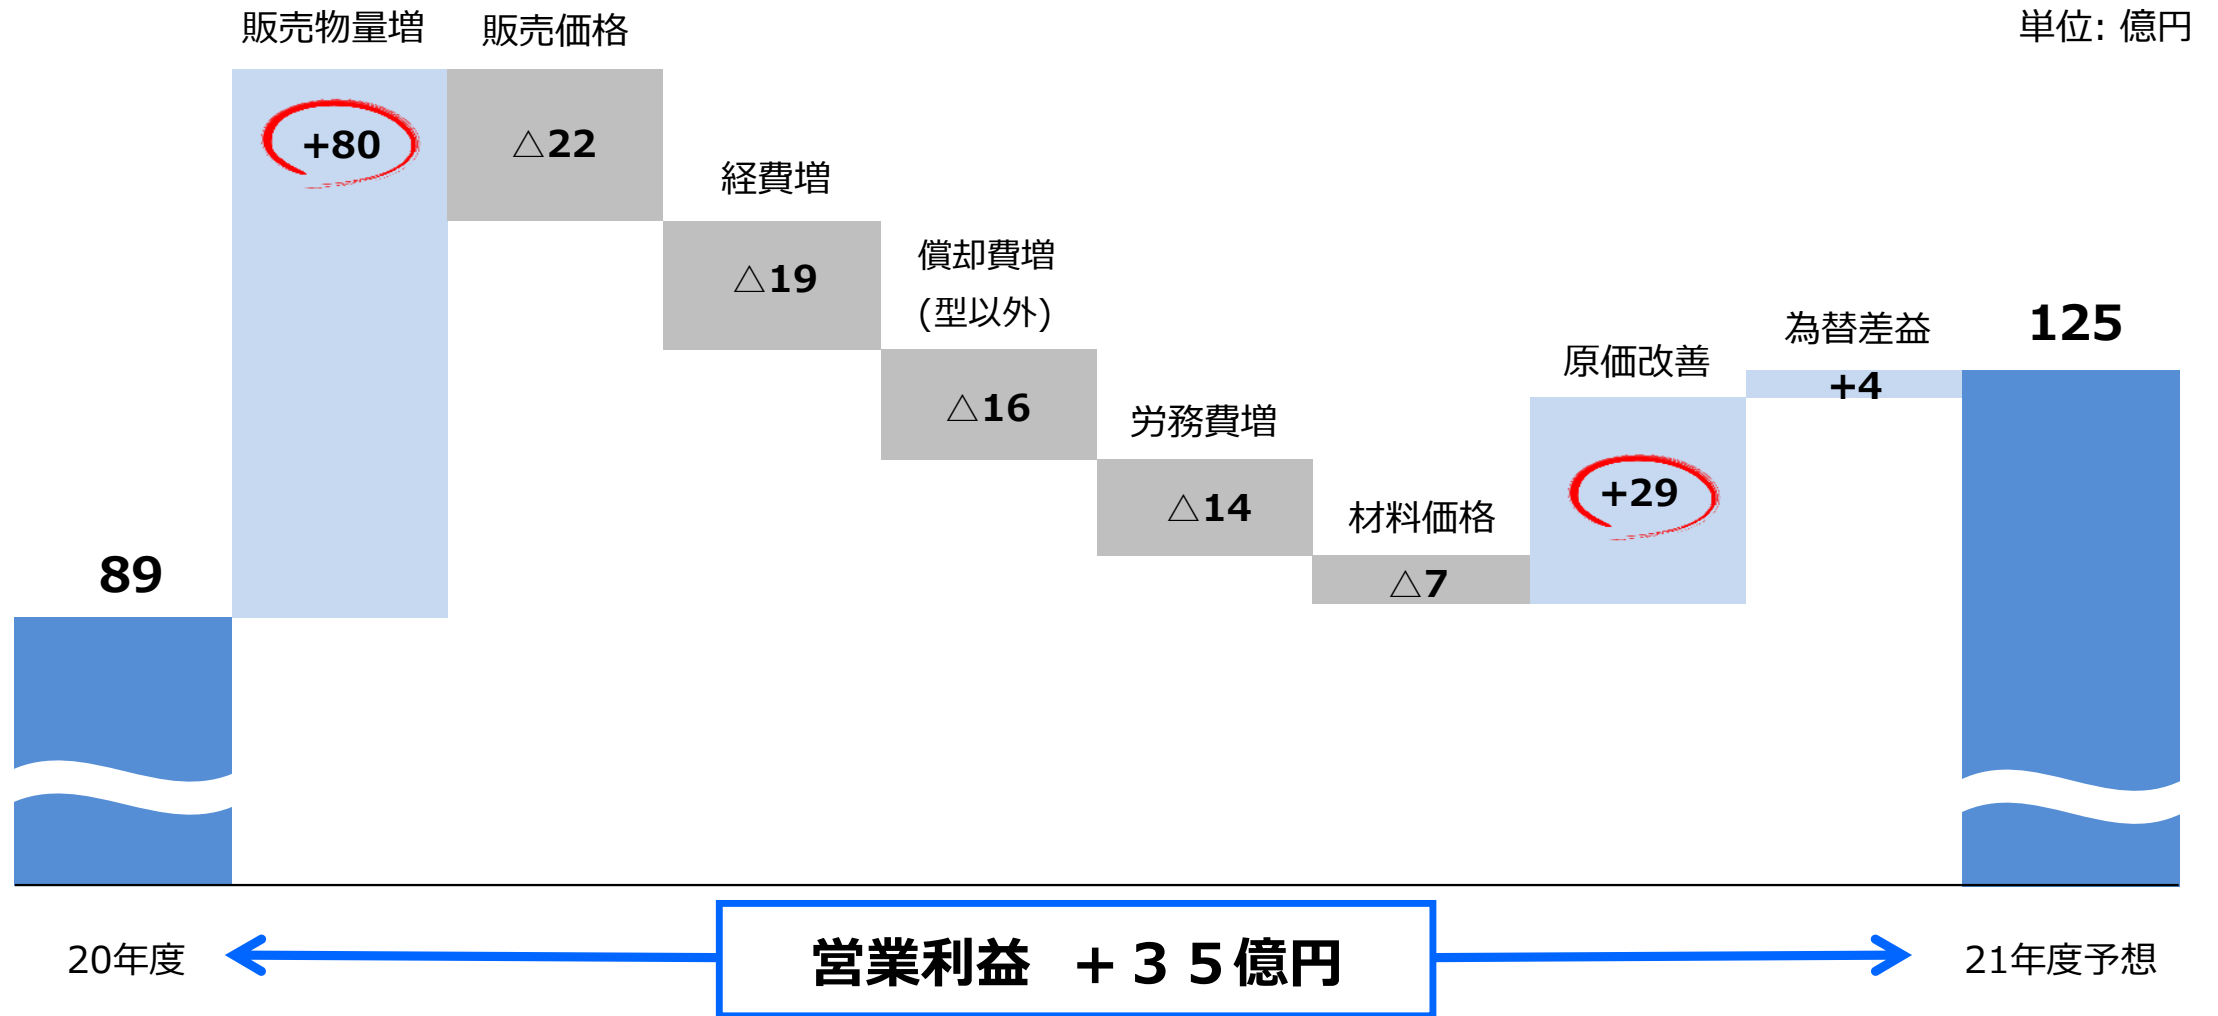 販売物量増
販売価格
単位: 億円
+80
△22
経費増
△19
償却費増
(型以外)
△16
労務費増
△14
材料価格
△7
原価改善
+29
為替差益
+4
125
89
20年度
営業利益 +35億円
21年度予想